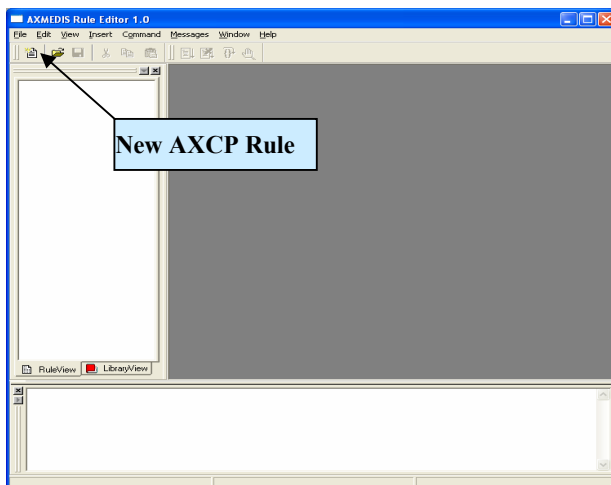 AXMEDIS Rule Editor 1.0
File Edit View Insert Command Messages Window Help
New AXCP Rule
RuleView LibraryView